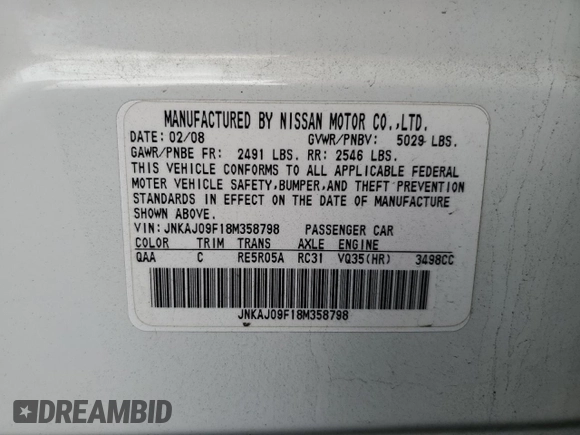 MANUFACTURED BY NISSAN MOTOR CO.,LTD.
DATE: 02/08 GVWR/PNBV: 5029 LBS.
GAWR/PNBE FR: 2491 LBS. RR: 2546 LBS.
THIS VEHICLE CONFORMS TO ALL APPLICABLE FEDERAL
MOTOR VEHICLE SAFETY,BUMPER,AND THEFT PREVENTION
STANDARDS IN EFFECT ON THE DATE OF MANUFACTURE
SHOWN ABOVE.
VIN: JNKAJ09F18M358798 PASSENGER CAR
COLOR TRIM TRANS AXLE ENGINE
QAA C RE5R05A RC31 VQ35(HR) 3498CC
JNKAJ09F18M358798
DREAMBID